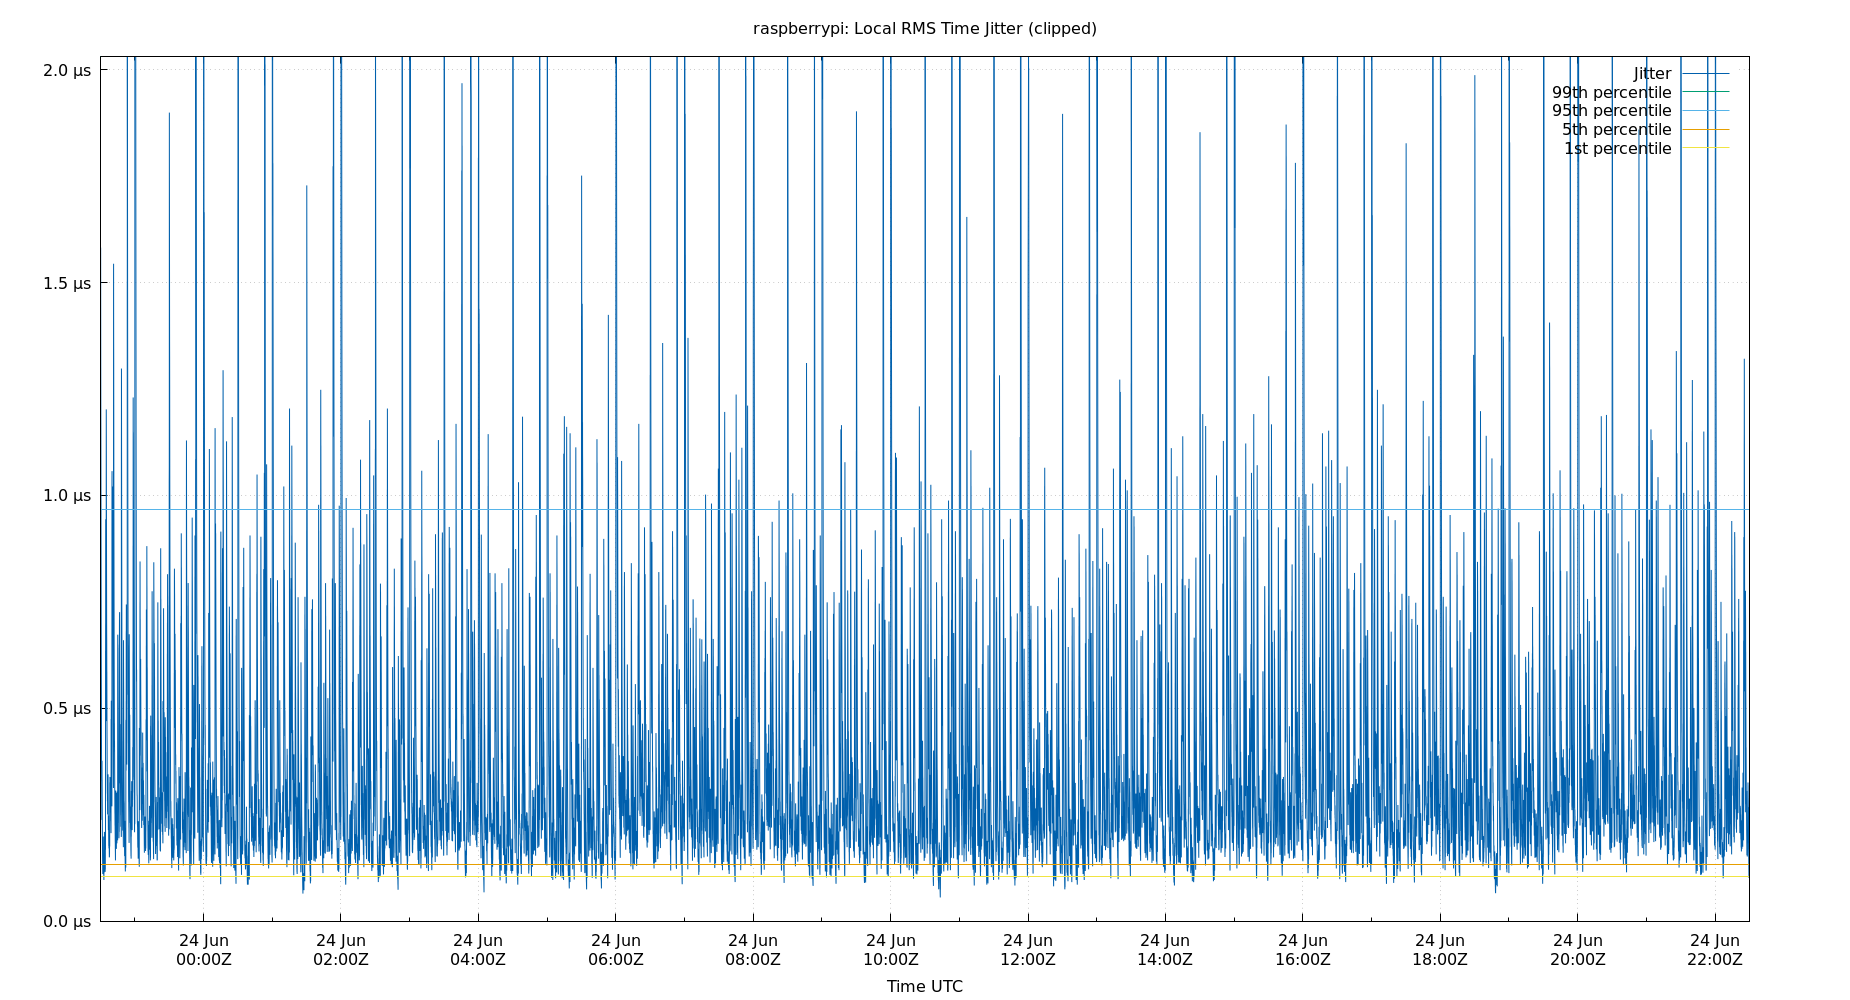 raspberrypi: Local RMS Time Jitter (clipped)
2.0 µs
1.5 µs
1.0 µs
0.5 µs
0.0 µs
Jitter
99th percentile
95th percentile
5th percentile
1st percentile
24 Jun 24 Jun 24 Jun 24 Jun 24 Jun 24 Jun 24 Jun 24 Jun 24 Jun 24 Jun 24 Jun 24 Jun
00:00Z 02:00Z 04:00Z 06:00Z 08:00Z 10:00Z 12:00Z 14:00Z 16:00Z 18:00Z 20:00Z 22:00Z
Time UTC